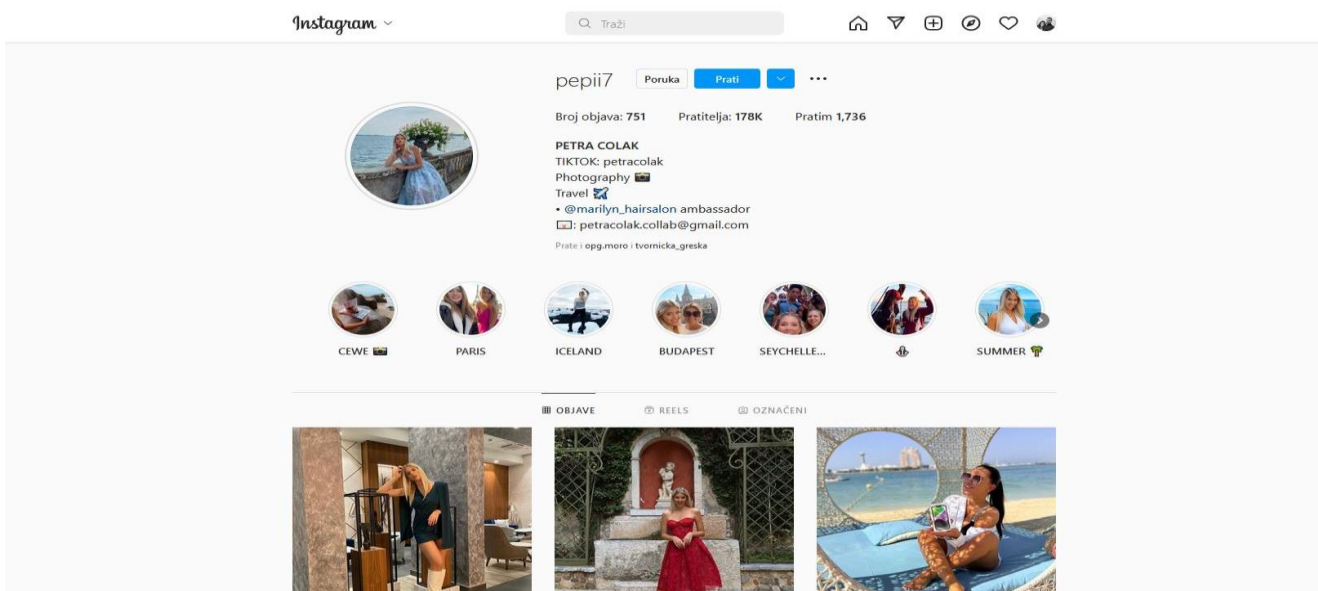 Instagram
Traži
pepii7 Poruka Prati
Broj objava: 751 Pratitelja: 178K Pratim 1,736
PETRA COLAK
TIKTOK: petracolak
Photography 📸
Travel ✈️
• @marilyn_hairsalon ambassador
💌: petracolak.collab@gmail.com
Prate i opg.moro i tvornicka_greska
CEWE 📸 PARIS ICELAND BUDAPEST SEYCHELLE... SUMMER 🌴
OBJAVE REELS OZNAČENI